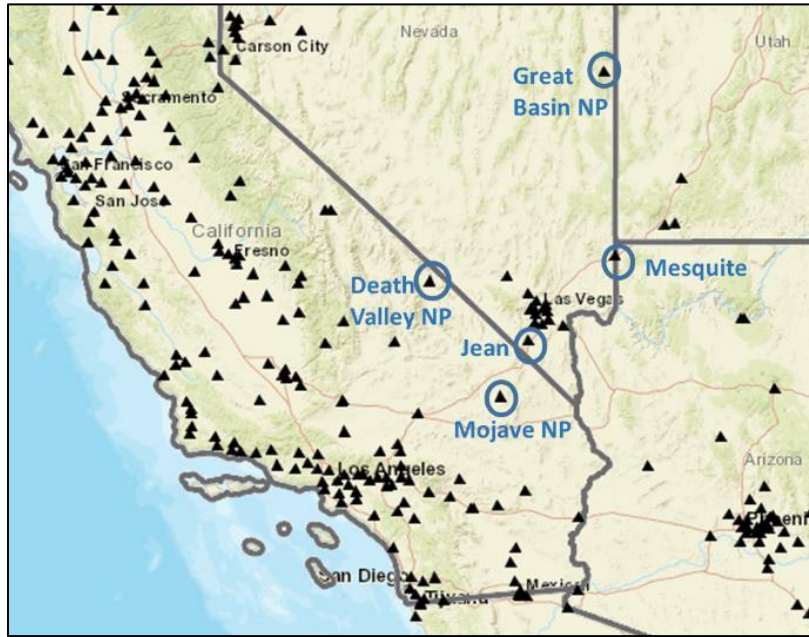 Nevada
Carson City
Utah
Great
Basin NP
Sacramento
San Francisco
San Jose
California
Fresno
Death
Valley NP
Mesquite
Las Vegas
Jean
Mojave NP
Los Angeles
Arizona
San Diego